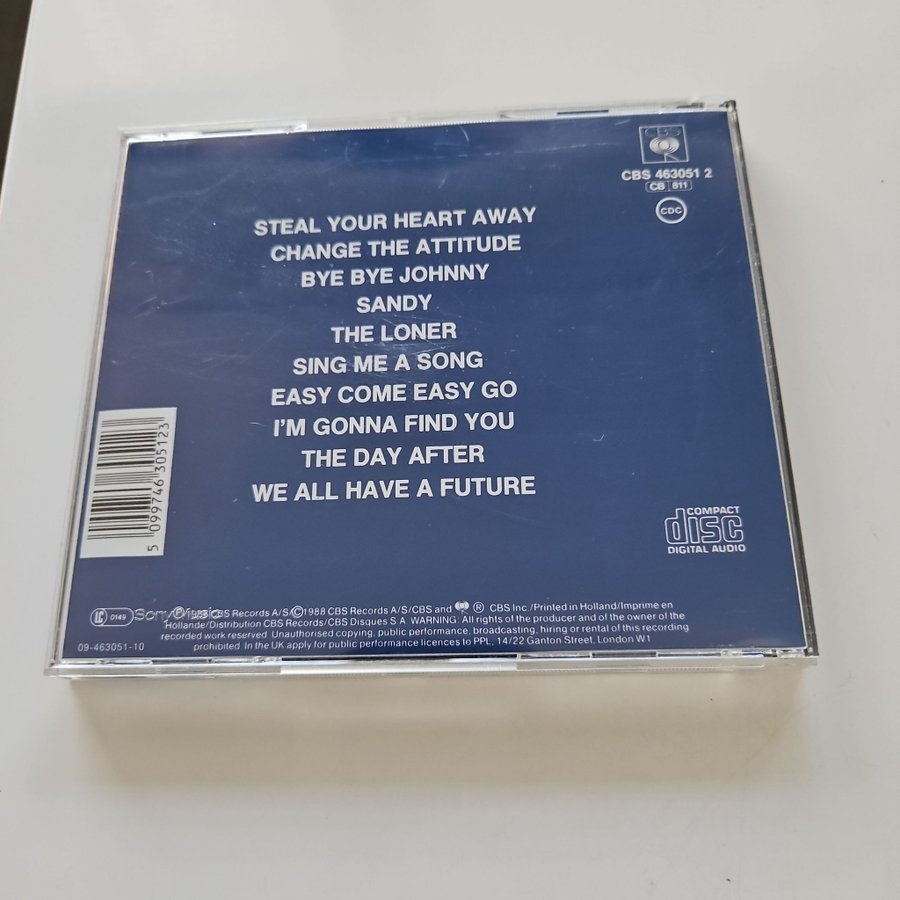 CBS
CBS 463051 2
CB 811
CDC
STEAL YOUR HEART AWAY
CHANGE THE ATTITUDE
BYE BYE JOHNNY
SANDY
THE LONER
SING ME A SONG
EASY COME EASY GO
I'M GONNA FIND YOU
THE DAY AFTER
WE ALL HAVE A FUTURE
5 099746 305123
COMPACT
disc
DIGITAL AUDIO
LC 0149 CBS Records A/S/Ⓒ1988 CBS Records A/S/CBS and ® CBS Inc./Printed in Holland/Imprime en
Hollande/Distribution CBS Records/CBS Disques S.A. WARNING: All rights of the producer and of the owner of the
recorded work reserved. Unauthorised copying, public performance, broadcasting, hiring or rental of this recording
prohibited. In the UK apply for public performance licences to PPL, 14/22 Ganton Street, London W1
09-463051-10